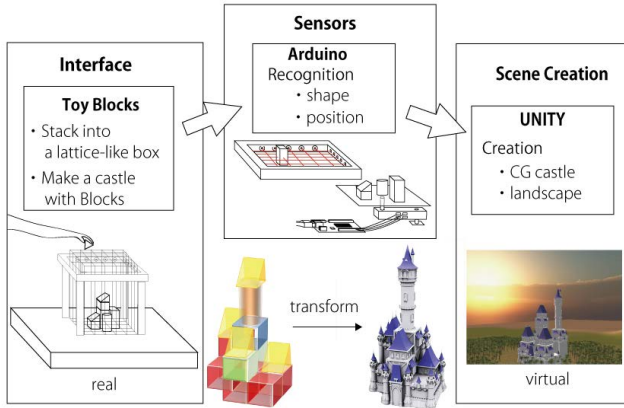 Interface
Toy Blocks
・Stack into
a lattice-like box
・Make a castle
with Blocks
real
Sensors
Arduino
Recognition
・shape
・position
transform
Scene Creation
UNITY
Creation
・CG castle
・landscape
virtual